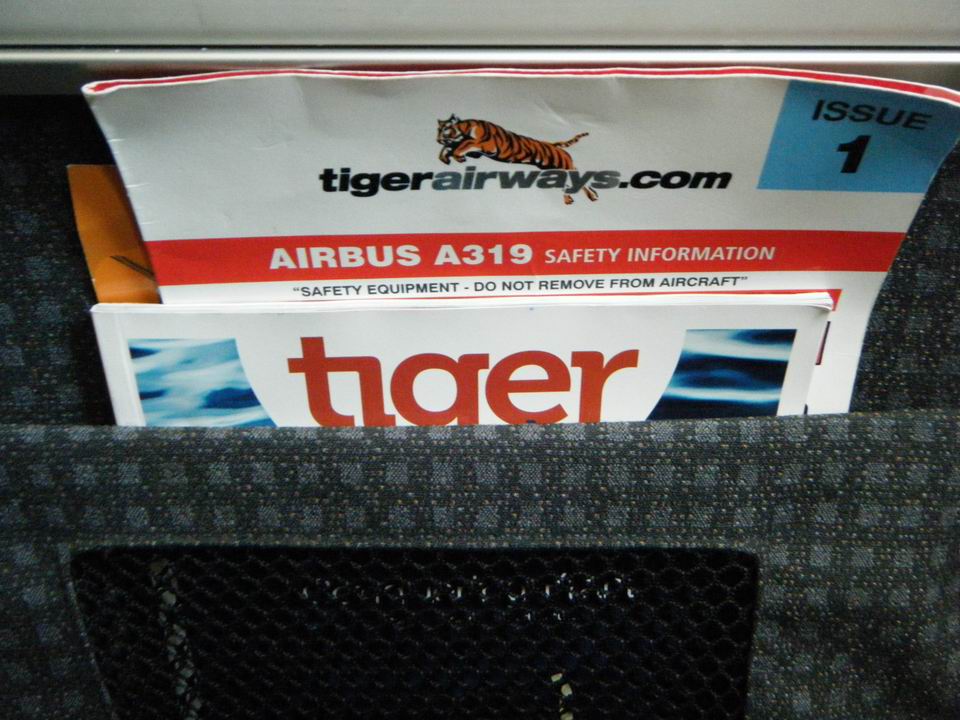 ISSUE
1
tigerairways.com
AIRBUS A319 SAFETY INFORMATION
“SAFETY EQUIPMENT - DO NOT REMOVE FROM AIRCRAFT”
tiger